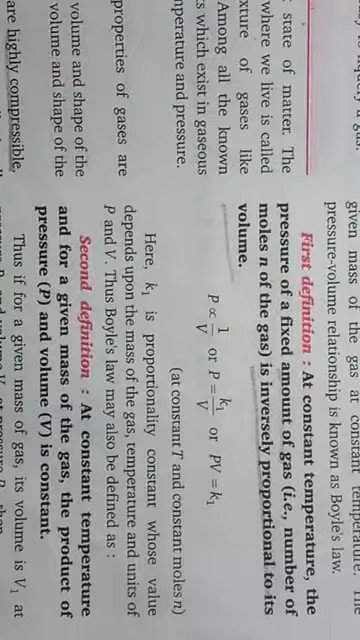 : state of matter. The
where we live is called
xture of gases like
Among all the known
s which exist in gaseous
nperature and pressure.
properties of gases are
volume and shape of the
volume and shape of the
are highly compressible.
given mass of the gas at constant temperature. The
pressure-volume relationship is known as Boyle's law.
First definition : At constant temperature, the
pressure of a fixed amount of gas (i.e., number of
moles n of the gas) is inversely proportional to its
volume.
P ∝ 1/V or P = k₁/V or PV = k₁
(at constant T and constant moles n)
Here, k₁ is proportionality constant whose value
depends upon the mass of the gas, temperature and units of
P and V. Thus Boyle's law may also be defined as :
Second definition : At constant temperature
and for a given mass of the gas, the product of
pressure (P) and volume (V) is constant.
Thus if for a given mass of gas, its volume is V₁ at